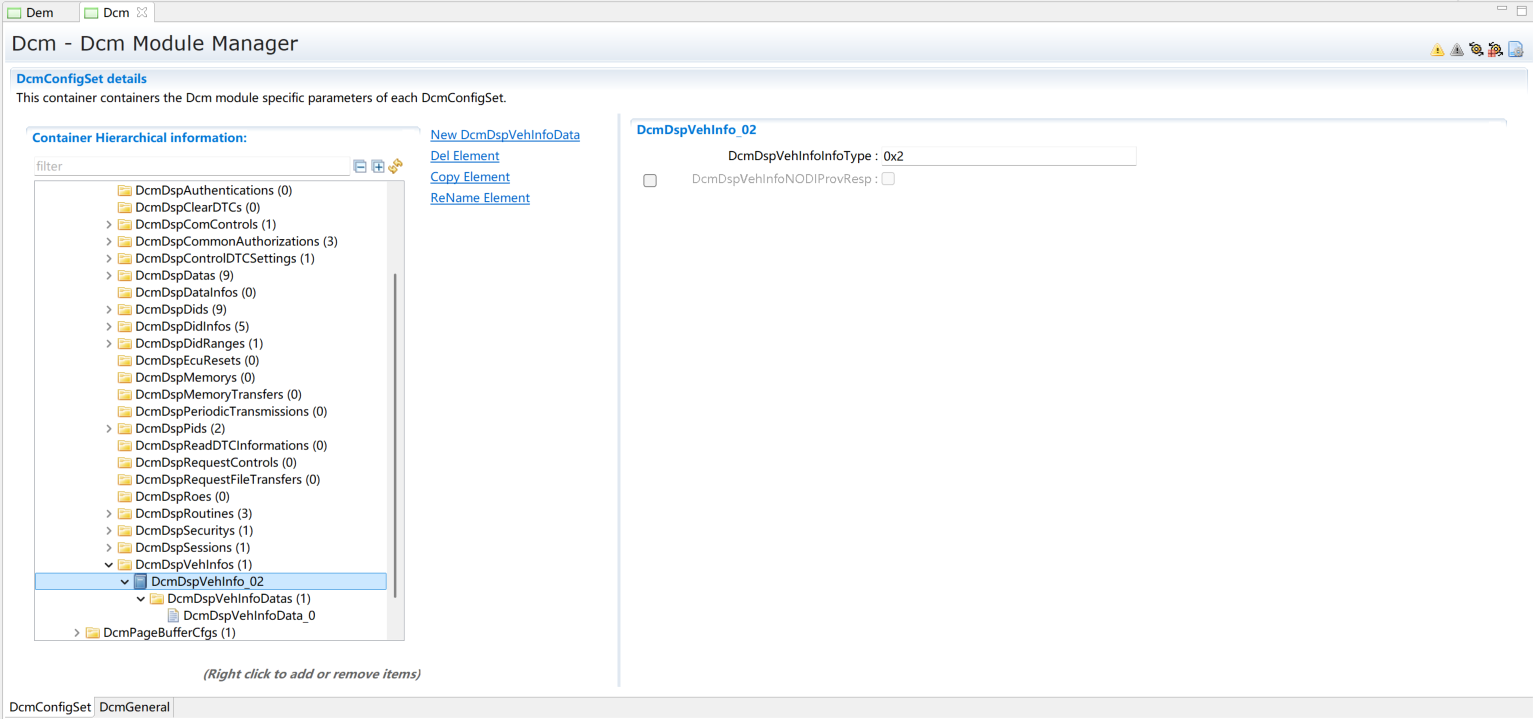 Dem
Dcm
Dcm - Dcm Module Manager
DcmConfigSet details
This container containers the Dcm module specific parameters of each DcmConfigSet.
Container Hierarchical information:
filter
DcmDspAuthentications (0)
DcmDspClearDTCs (0)
DcmDspComControls (1)
DcmDspCommonAuthorizations (3)
DcmDspControlDTCSettings (1)
DcmDspDatas (9)
DcmDspDataInfos (0)
DcmDspDids (9)
DcmDspDidInfos (5)
DcmDspDidRanges (1)
DcmDspEcuResets (0)
DcmDspMemorys (0)
DcmDspMemoryTransfers (0)
DcmDspPeriodicTransmissions (0)
DcmDspPids (2)
DcmDspReadDTCInformations (0)
DcmDspRequestControls (0)
DcmDspRequestFileTransfers (0)
DcmDspRoes (0)
DcmDspRoutines (3)
DcmDspSecuritys (1)
DcmDspSessions (1)
DcmDspVehInfos (1)
DcmDspVehInfo_02
DcmDspVehInfoDatas (1)
DcmDspVehInfoData_0
DcmPageBufferCfgs (1)
(Right click to add or remove items)
New DcmDspVehInfoData
Del Element
Copy Element
ReName Element
DcmDspVehInfo_02
DcmDspVehInfoInfoType : 0x2
DcmDspVehInfoNODIProvResp :
DcmConfigSet
DcmGeneral